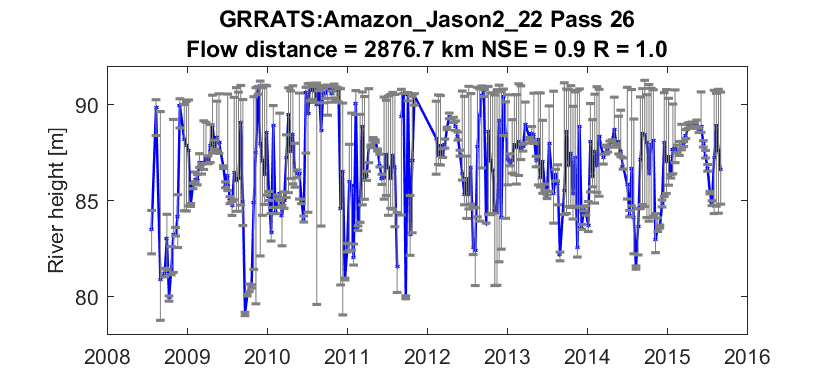 GRRATS:Amazon_Jason2_22 Pass 26
Flow distance = 2876.7 km NSE = 0.9 R = 1.0
River height [m]
90
85
80
2008 2009 2010 2011 2012 2013 2014 2015 2016